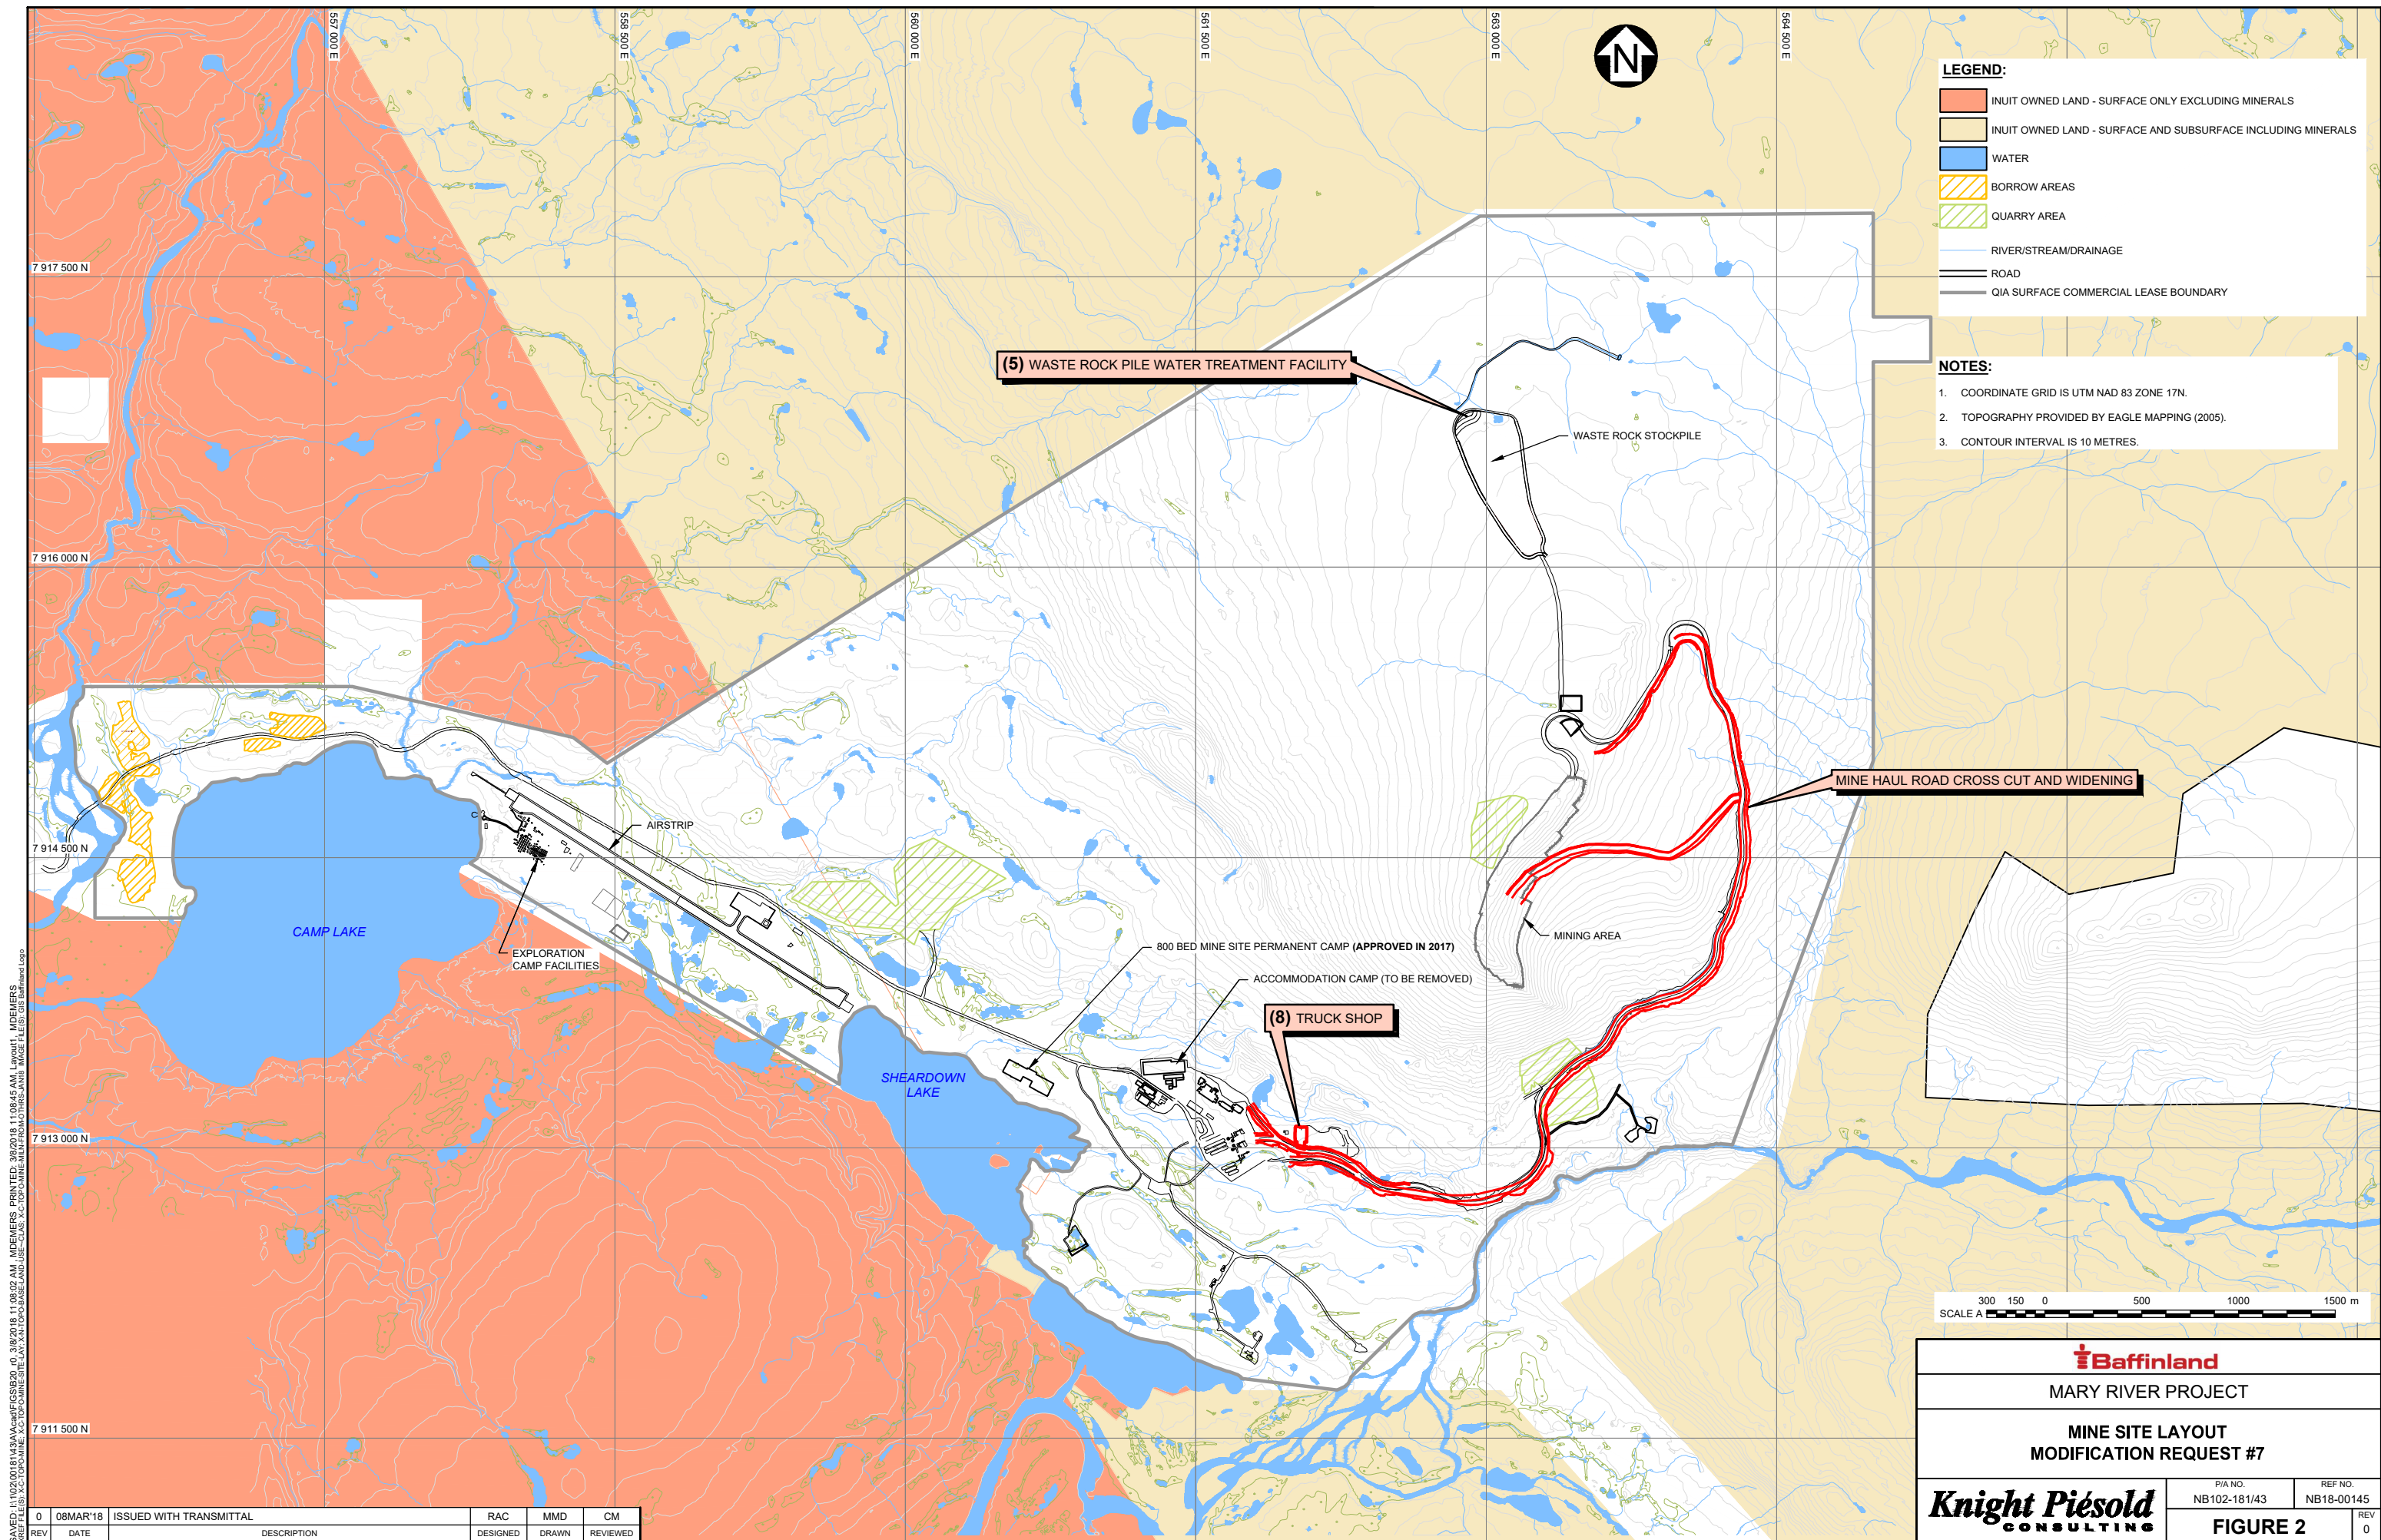 557 000 E
558 500 E
560 000 E
561 500 E
563 000 E
564 500 E
N
LEGEND:
INUIT OWNED LAND - SURFACE ONLY EXCLUDING MINERALS
INUIT OWNED LAND - SURFACE AND SUBSURFACE INCLUDING MINERALS
WATER
BORROW AREAS
QUARRY AREA
RIVER/STREAM/DRAINAGE
ROAD
QIA SURFACE COMMERCIAL LEASE BOUNDARY
NOTES:
1. COORDINATE GRID IS UTM NAD 83 ZONE 17N.
2. TOPOGRAPHY PROVIDED BY EAGLE MAPPING (2005).
3. CONTOUR INTERVAL IS 10 METRES.
7 917 500 N
7 916 000 N
7 914 500 N
7 913 000 N
7 911 500 N
(5) WASTE ROCK PILE WATER TREATMENT FACILITY
WASTE ROCK STOCKPILE
MINE HAUL ROAD CROSS CUT AND WIDENING
AIRSTRIP
CAMP LAKE
EXPLORATION
CAMP FACILITIES
MINING AREA
800 BED MINE SITE PERMANENT CAMP (APPROVED IN 2017)
ACCOMMODATION CAMP (TO BE REMOVED)
(8) TRUCK SHOP
SHEARDOWN
LAKE
300 150 0 500 1000 1500 m
SCALE A
Baffinland
MARY RIVER PROJECT
MINE SITE LAYOUT
MODIFICATION REQUEST #7
Knight Piésold
CONSULTING
P/A NO.
NB102-181/43
REF NO.
NB18-00145
FIGURE 2
REV
0
0 08MAR'18 ISSUED WITH TRANSMITTAL RAC MMD CM
REV DATE DESCRIPTION DESIGNED DRAWN REVIEWED